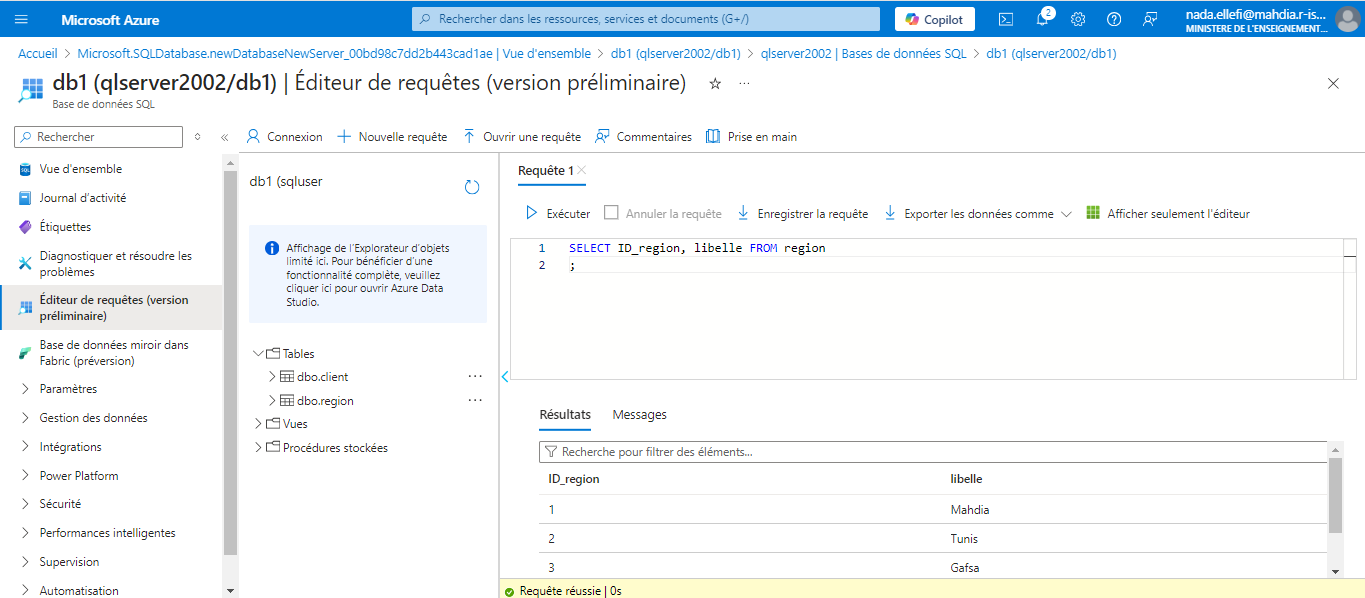 Microsoft Azure
Rechercher dans les ressources, services et documents (G+/)
Copilot
2
nada.ellefi@mahdia.r-is...
MINISTERE DE L'ENSEIGNEMENT...
Accueil > Microsoft.SQLDatabase.newDatabaseNewServer_00bd98c7dd2b443cad1ae | Vue d'ensemble > db1 (qlserver2002/db1) > qlserver2002 | Bases de données SQL > db1 (qlserver2002/db1)
db1 (qlserver2002/db1) | Éditeur de requêtes (version préliminaire)
Base de données SQL
Rechercher
Vue d'ensemble
Journal d'activité
Étiquettes
Diagnostiquer et résoudre les
problèmes
Éditeur de requêtes (version
préliminaire)
Base de données miroir dans
Fabric (préversion)
Paramètres
Gestion des données
Intégrations
Power Platform
Sécurité
Performances intelligentes
Supervision
Automatisation
Connexion
Nouvelle requête
Ouvrir une requête
Commentaires
Prise en main
db1 (sqluser
Affichage de l'Explorateur d'objets
limité ici. Pour bénéficier d'une
fonctionnalité complète, veuillez
cliquer ici pour ouvrir Azure Data
Studio.
Tables
dbo.client
dbo.region
Vues
Procédures stockées
Requête 1
Exécuter
Annuler la requête
Enregistrer la requête
Exporter les données comme
Afficher seulement l'éditeur
1 SELECT ID_region, libelle FROM region
2 ;
Résultats
Messages
Recherche pour filtrer des éléments...
ID_region libelle
1 Mahdia
2 Tunis
3 Gafsa
Requête réussie | 0s